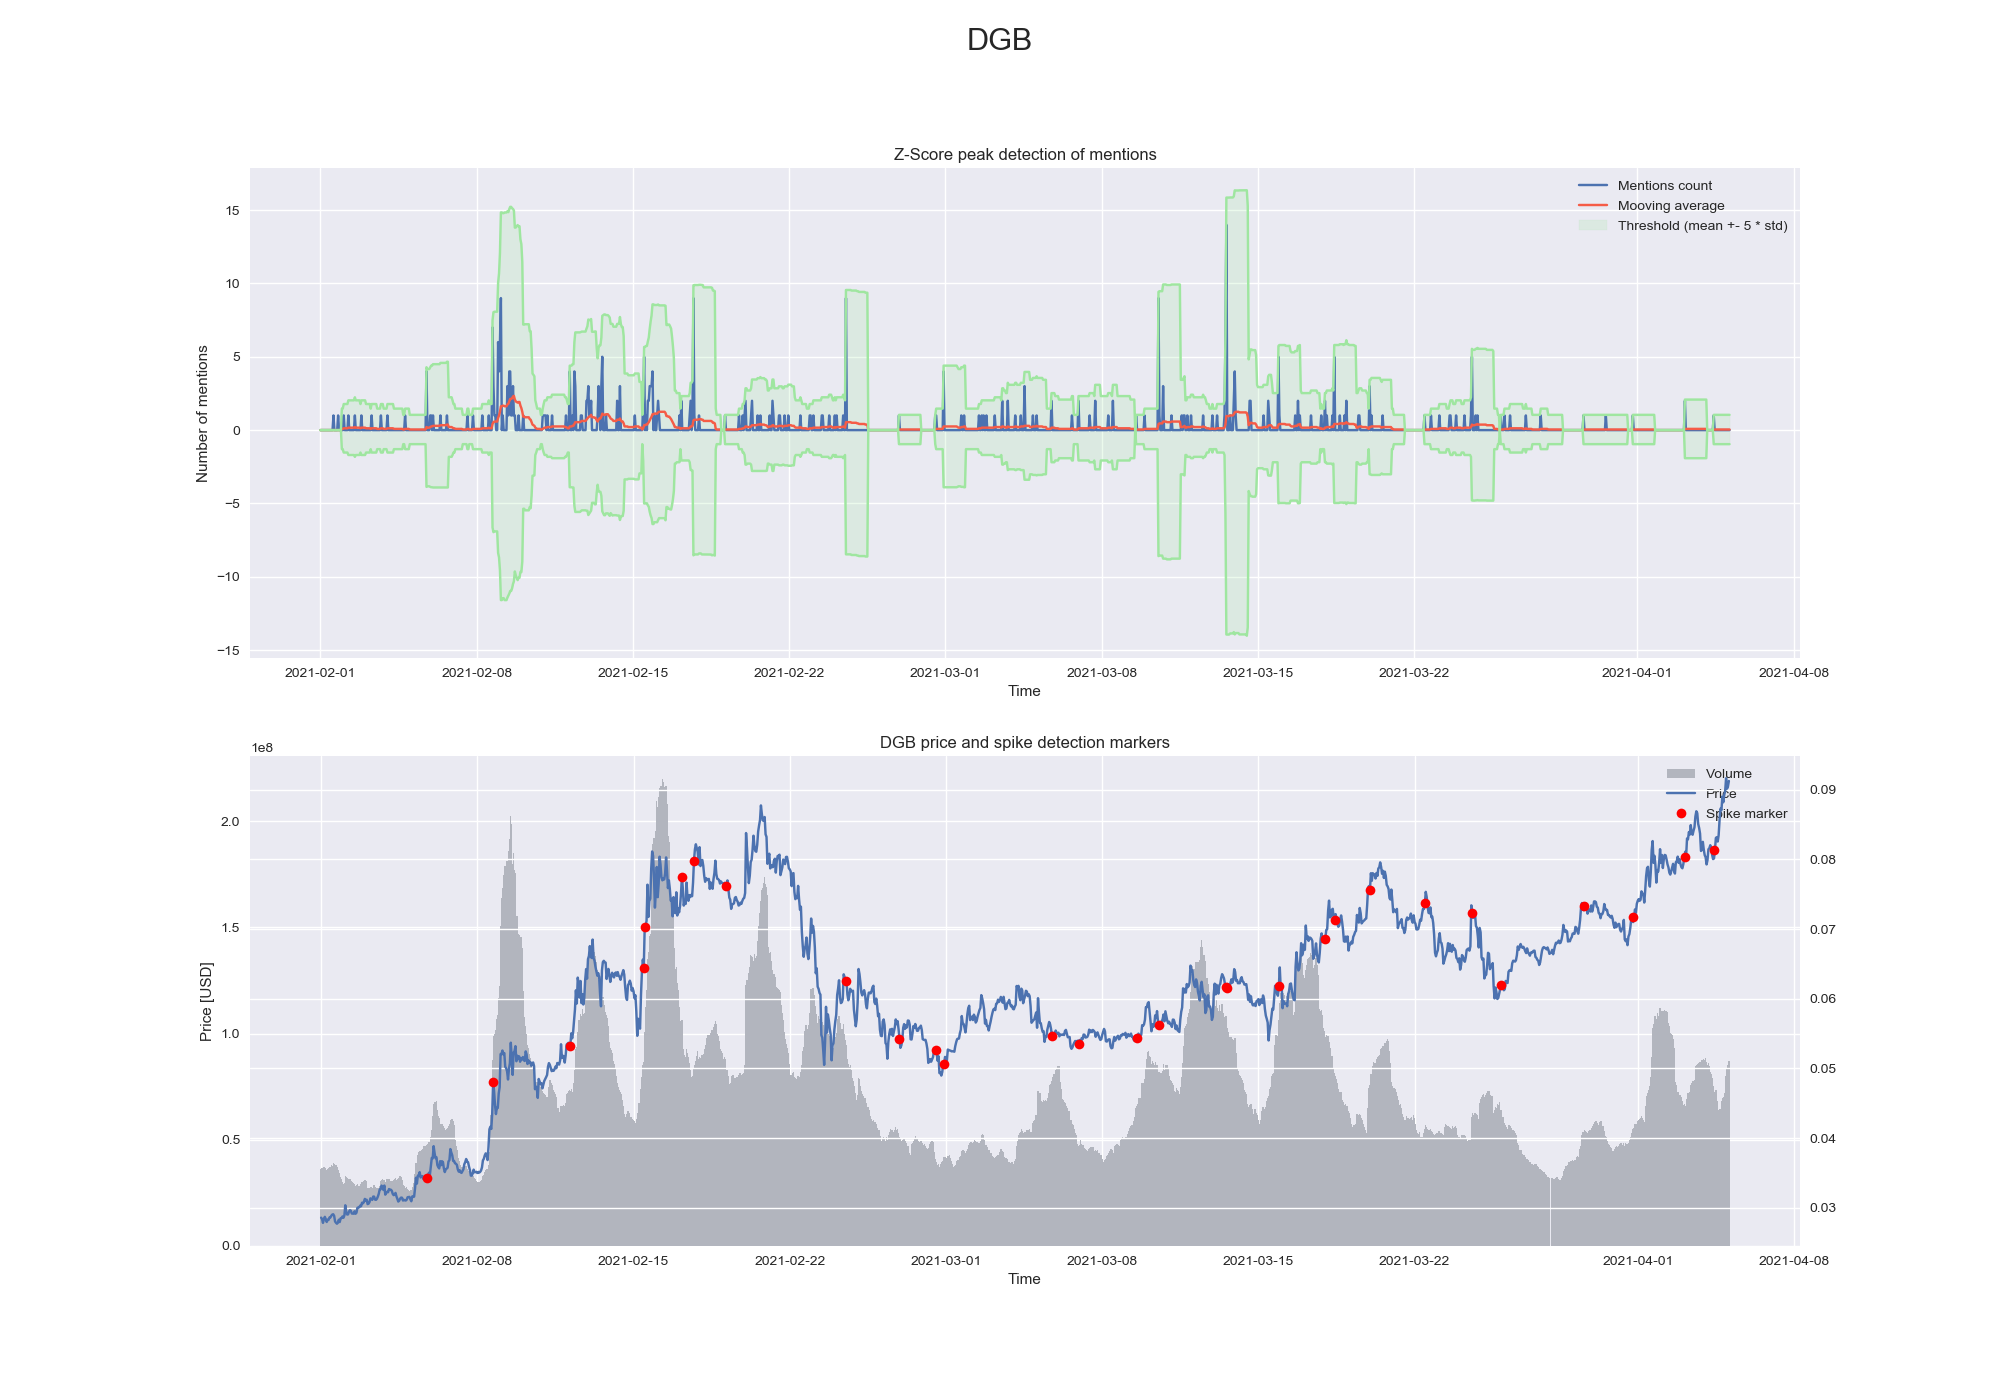 DGB
Z-Score peak detection of mentions
Mentions count
Mooving average
Threshold (mean +- 5 * std)
Number of mentions
15
10
5
0
−5
−10
−15
2021-02-01 2021-02-08 2021-02-15 2021-02-22 2021-03-01 2021-03-08 2021-03-15 2021-03-22 2021-04-01 2021-04-08
Time
DGB price and spike detection markers
1e8
Volume
Price
Spike marker
Price [USD]
2.0
1.5
1.0
0.5
0.0
0.09
0.08
0.07
0.06
0.05
0.04
0.03
2021-02-01 2021-02-08 2021-02-15 2021-02-22 2021-03-01 2021-03-08 2021-03-15 2021-03-22 2021-04-01 2021-04-08
Time